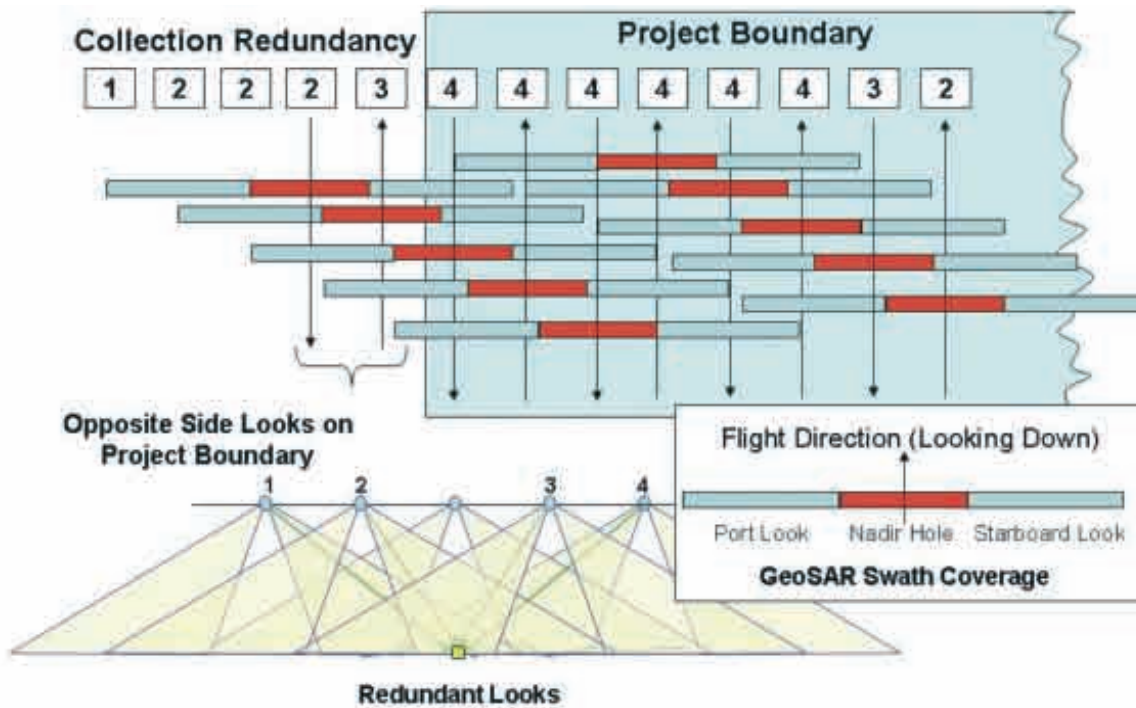 Collection Redundancy
Project Boundary
1 2 2 2 3 4 4 4 4 4 4 3 2
Opposite Side Looks on
Project Boundary
1 2 3 4
Flight Direction (Looking Down)
Port Look Nadir Hole Starboard Look
GeoSAR Swath Coverage
Redundant Looks